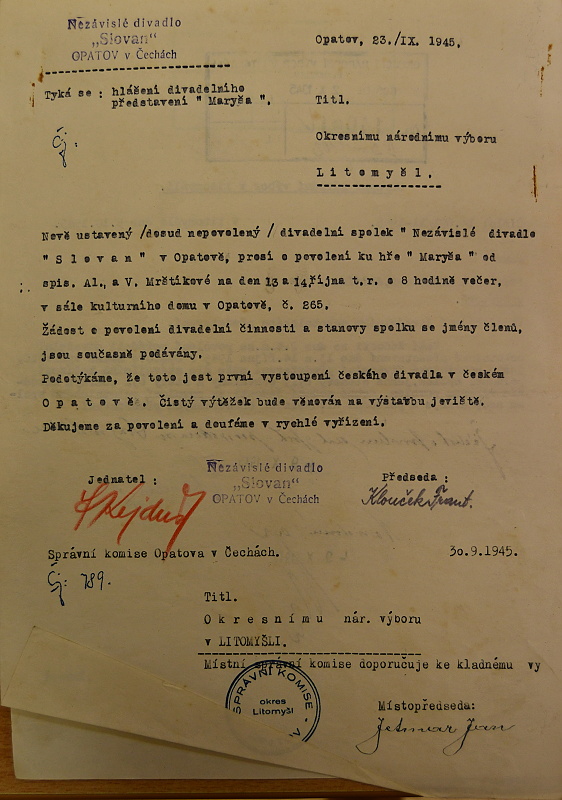 Nezávislé divadlo
„Slovan"
OPATOV v Čechách
Opatov, 23./IX. 1945.
Tyká se : hlášení divadelního
představení " Maryša ".
Titl.
Čj:
Okresnímu národnímu výboru
Litomyšl.
Nově ustavený /dosud nepovolený / divadelní spolek " Nezávislé divadlo
" S l o v a n " v Opatově, prosí o povolení ku hře " Maryša " od
spis. Al., a V. Mrštíkové na den 13 a 14,října t.r. o 8 hodině večer,
v sále kulturního domu v Opatově, č. 265.
Žádost o povolení divadelní činnosti a stanovy spolku se jmény členů,
jsou současně podávány.
Podotýkáme, že toto jest první vystoupení českého divadla v českém
O p a t o v ě . Čistý výtěžek bude věnován na výstavbu jeviště.
Děkujeme za povolení a doufáme v rychlé vyřízení.
Jednatel :
Nezávislé divadlo
„Slovan"
OPATOV v Čechách
Předseda :
Klouček Frant.
Správní komise Opatova v Čechách.
3o.9.1945.
Čj: 789.
Titl.
O k r e s n í m u nár. výboru
v LITOMYŠLI.
Místní správní komise doporučuje ke kladnému vy
SPRÁVNÍ KOMISE
okres
Litomyšl
Místopředseda:
Jetmar Jan